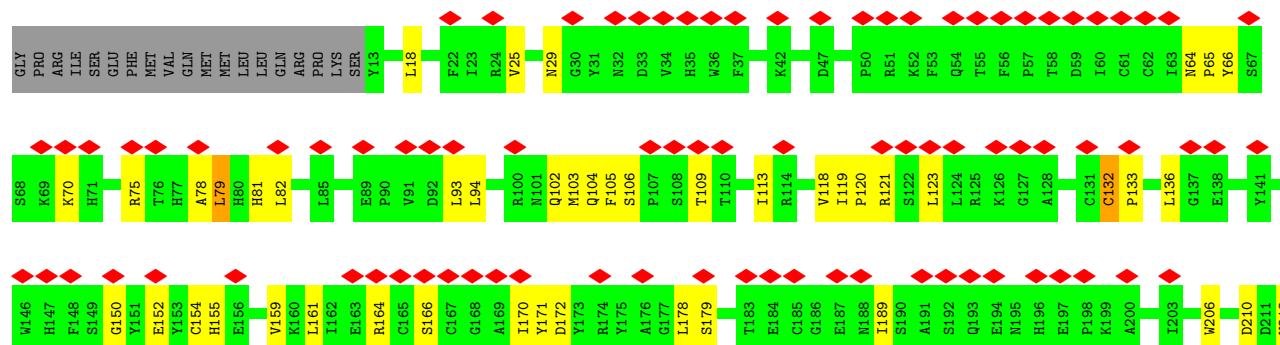 GLY PRO ARG ILE SER GLU PHE MET VAL GLN MET MET LEU LEU GLN ARG PRO LYS SER Y13 L18 F22 I23 R24 V25 N29 G30 Y31 N32 D33 V34 H35 W36 F37 K42 D47 P50 R51 K52 F53 Q54 T55 F56 P57 T58 D59 I60 C61 C62 I63 N64 P65 Y66 S67
S68 K69 K70 H71 R75 T76 H77 A78 L79 H80 H81 L82 L85 E89 P90 V91 D92 L93 L94 R100 N101 Q102 M103 Q104 F105 S106 P107 S108 T109 T110 I113 R114 V118 I119 P120 R121 S122 L123 L124 R125 K126 G127 A128 C131 C132 P133 L136 G137 E138 Y141
W146 H147 F148 S149 G150 Y151 E152 Y153 C154 H155 E156 V159 K160 L161 I162 E163 R164 C165 S166 C167 G168 A169 I170 Y171 D172 Y173 R174 Y175 A176 G177 L178 S179 T183 E184 C185 G186 E187 N188 I189 S190 A191 S192 Q193 E194 N195 H196 E197 P198 K199 A200 I203 W206 D210 D211